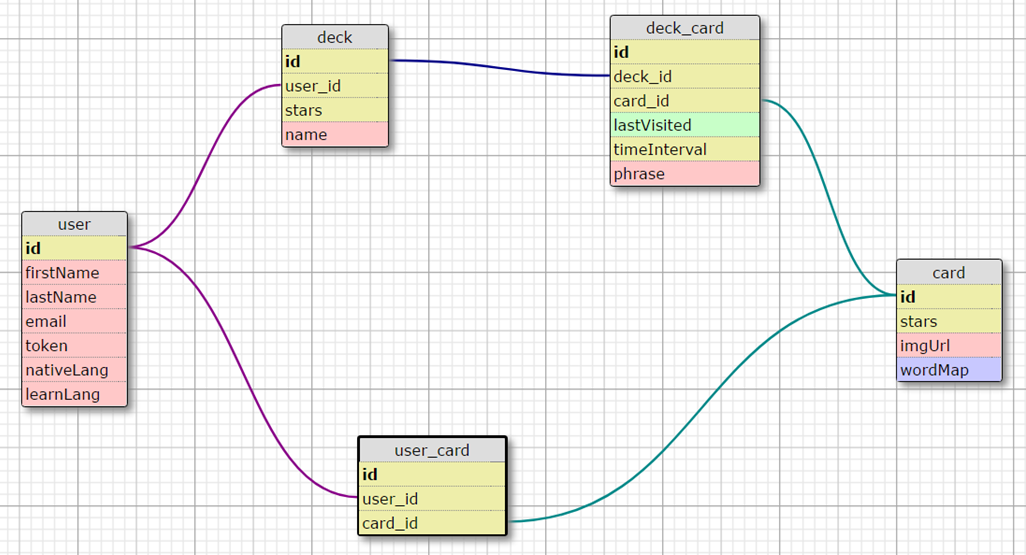 deck
id
user_id
stars
name
deck_card
id
deck_id
card_id
lastVisited
timeInterval
phrase
user
id
firstName
lastName
email
token
nativeLang
learnLang
card
id
stars
imgUrl
wordMap
user_card
id
user_id
card_id